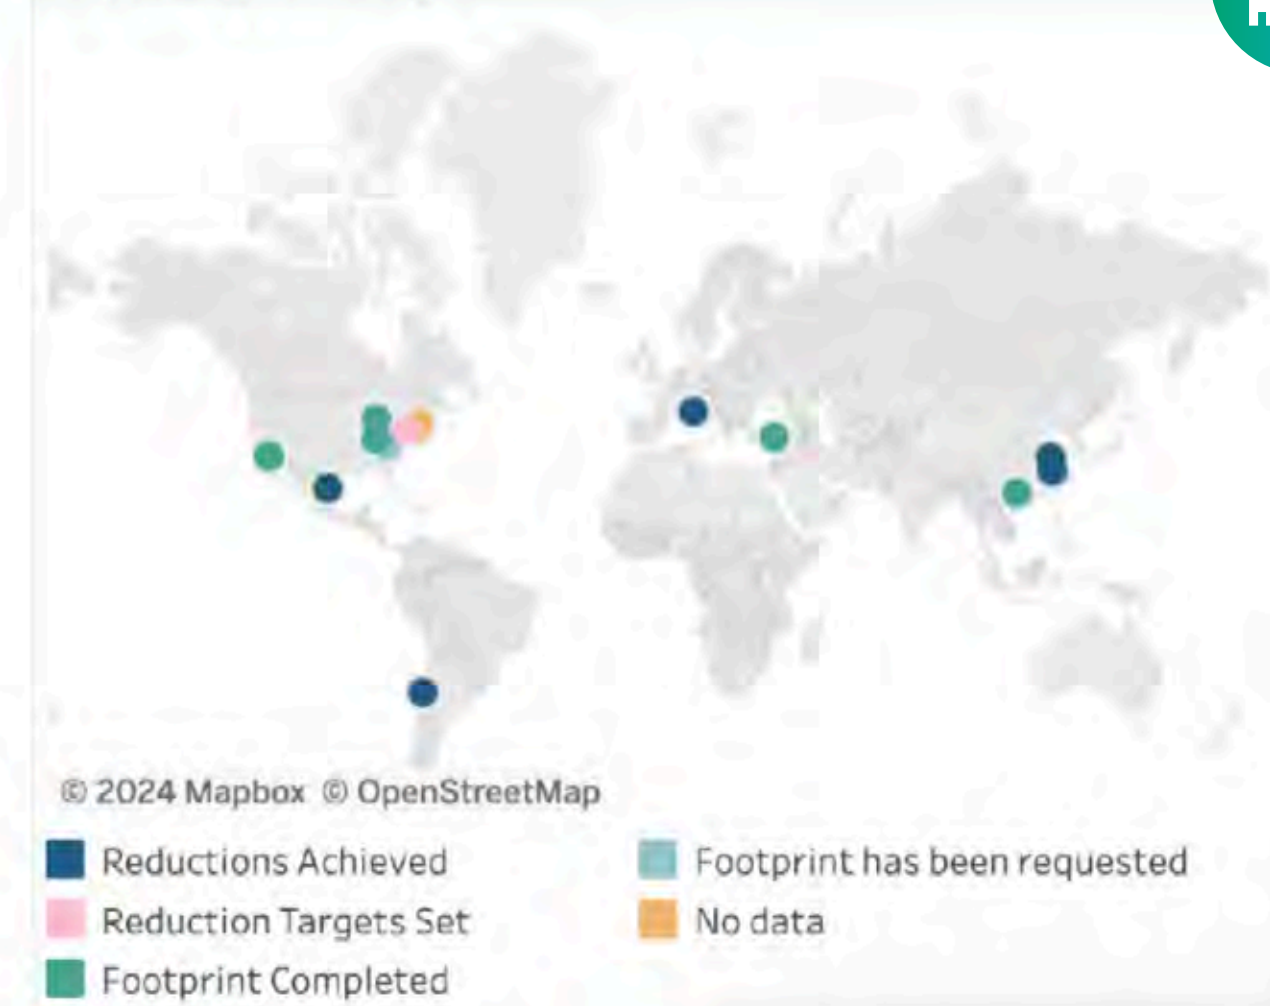 © 2024 Mapbox © OpenStreetMap
Reductions Achieved
Reduction Targets Set
Footprint Completed
Footprint has been requested
No data